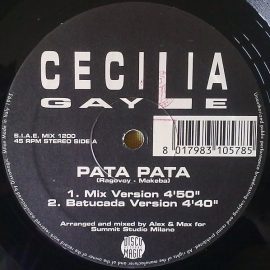 CECILIA
GAYLE
S.I.A.E. MIX 1200
45 RPM STEREO SIDE A
8 017983 105785
PATA PATA
(Ragovoy - Makeba)
1. Mix Version 4'50"
2. Batucada Version 4'40"
Arranged and mixed by Alex & Max for
Summit Studio Milano
DISCO
MAGIC